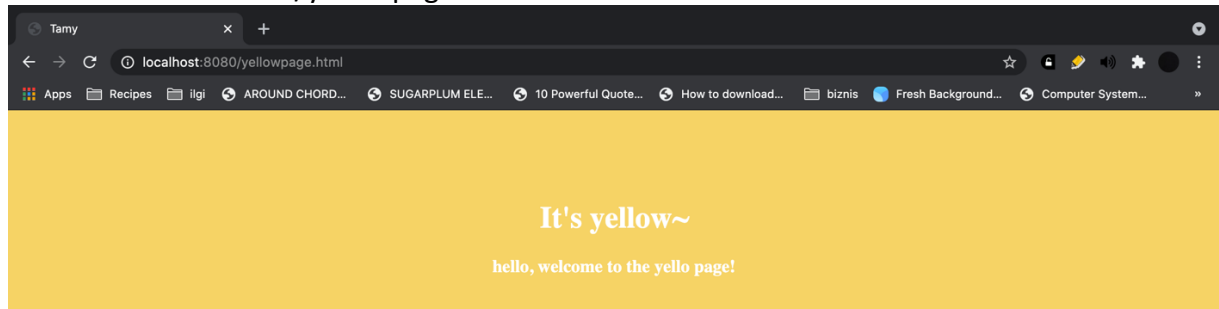 Tamy
localhost:8080/yellowpage.html
Apps Recipes ilgi AROUND CHORD... SUGARPLUM ELE... 10 Powerful Quote... How to download... biznis Fresh Background... Computer System... »
It's yellow~
hello, welcome to the yello page!